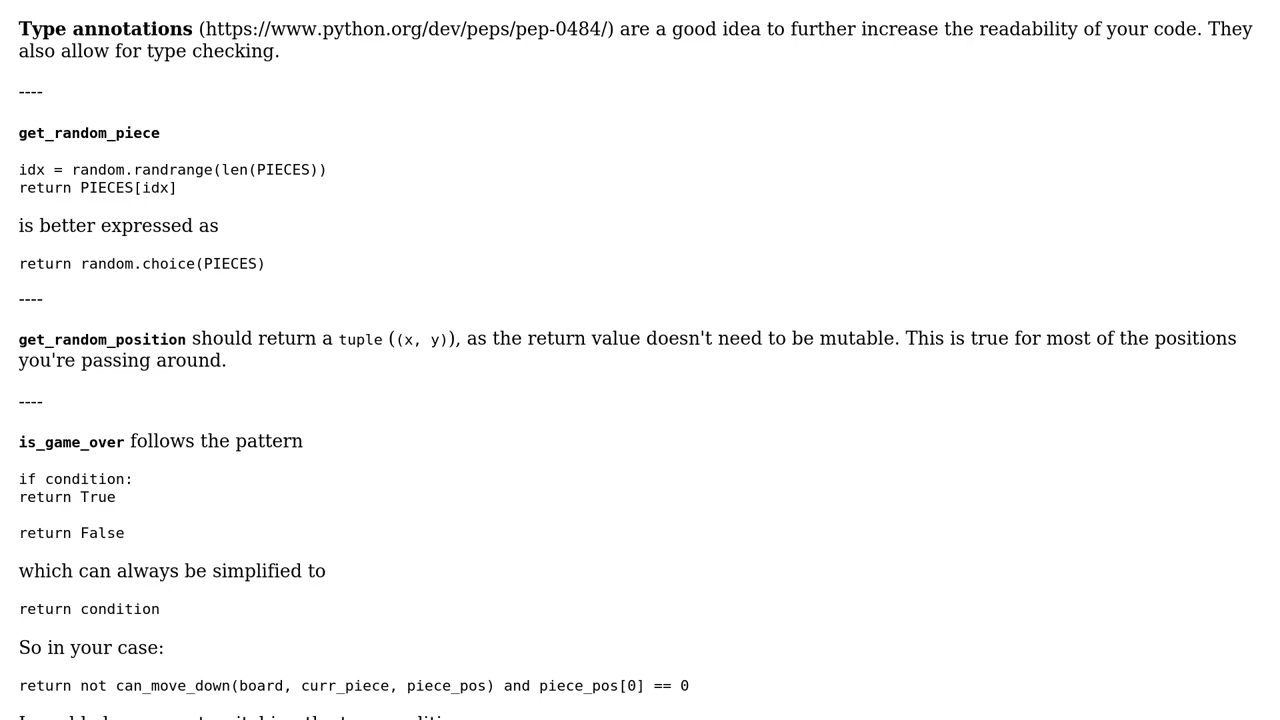 Type annotations (https://www.python.org/dev/peps/pep-0484/) are a good idea to further increase the readability of your code. They
also allow for type checking.
----
get_random_piece
idx = random.randrange(len(PIECES))
return PIECES[idx]
is better expressed as
return random.choice(PIECES)
----
get_random_position should return a tuple ((x, y)), as the return value doesn't need to be mutable. This is true for most of the positions
you're passing around.
----
is_game_over follows the pattern
if condition:
return True
return False
which can always be simplified to
return condition
So in your case:
return not can_move_down(board, curr_piece, piece_pos) and piece_pos[0] == 0